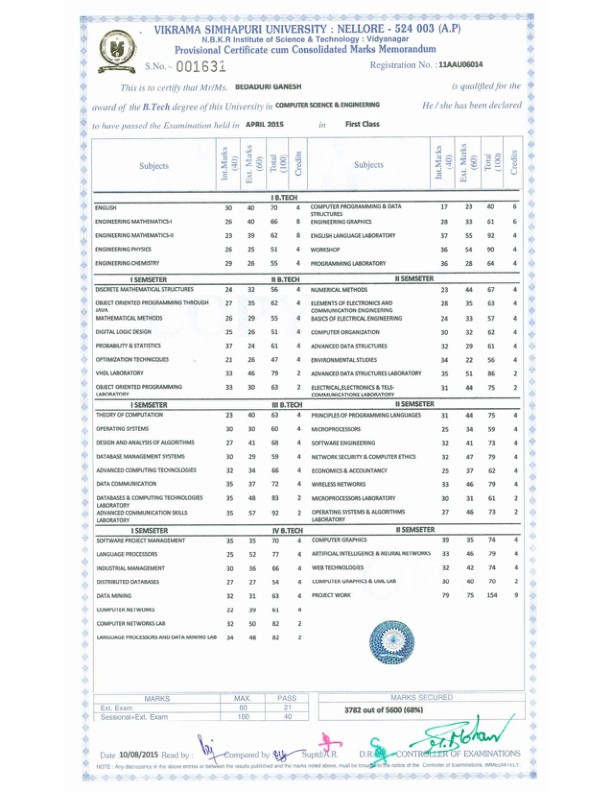 VIKRAMA SIMHAPURI UNIVERSITY : NELLORE - 524 003 (A.P)
N.B.K.R Institute of Science & Technology : Vidyanagar
Provisional Certificate cum Consolidated Marks Memorandum
S.No. - 001631 Registration No. : 11AAU06014
This is to certify that Mr/Ms. BEDADURI GANESH is qualified for the
award of the B.Tech degree of this University in COMPUTER SCIENCE & ENGINEERING He / she has been declared
to have passed the Examination held in APRIL 2015 in First Class
Subjects Int.Marks (40) Ext. Marks (60) Total (100) Credits Subjects Int.Marks (40) Ext. Marks (60) Total (100) Credits
I B.TECH
ENGLISH 30 40 70 4 COMPUTER PROGRAMMING & DATA STRUCTURES 17 23 40 6
ENGINEERING MATHEMATICS-I 26 40 66 8 ENGINEERING GRAPHICS 28 33 61 6
ENGINEERING MATHEMATICS-II 23 39 62 8 ENGLISH LANGUAGE LABORATORY 37 55 92 4
ENGINEERING PHYSICS 26 25 51 4 WORKSHOP 36 54 90 4
ENGINEERING CHEMISTRY 29 26 55 4 PROGRAMMING LABORATORY 36 28 64 4
I SEMSETER II B.TECH II SEMSETER
DISCRETE MATHEMATICAL STRUCTURES 24 32 56 4 NUMERICAL METHODS 23 44 67 4
OBJECT ORIENTED PROGRAMMING THROUGH JAVA 27 35 62 4 ELEMENTS OF ELECTRONICS AND COMMUNICATION ENGINEERING 28 35 63 4
MATHEMATICAL METHODS 26 29 55 4 BASICS OF ELECTRICAL ENGINEERING 24 33 57 4
DIGITAL LOGIC DESIGN 25 26 51 4 COMPUTER ORGANIZATION 30 32 62 4
PROBABILITY & STATISTICS 37 24 61 4 ADVANCED DATA STRUCTURES 32 29 61 4
OPTIMIZATION TECHNICQUES 21 26 47 4 ENVIRONMENTAL STUDIES 34 22 56 4
VHDL LABORATORY 33 46 79 2 ADVANCED DATA STRUCTURES LABORATORY 35 51 86 2
OBJECT ORIENTED PROGRAMMING LABORATORY 33 30 63 2 ELECTRICAL,ELECTRONICS & TELE-COMMUNICATIONS LABORATORY 31 44 75 2
I SEMSETER III B.TECH II SEMSETER
THEORY OF COMPUTATION 23 40 63 4 PRINCIPLES OF PROGRAMMING LANGUAGES 31 44 75 4
OPERATING SYSTEMS 30 30 60 4 MICROPROCESSORS 25 34 59 4
DESIGN AND ANALYSIS OF ALGORITHMS 27 41 68 4 SOFTWARE ENGINEERING 32 41 73 4
DATABASE MANAGEMENT SYSTEMS 30 29 59 4 NETWORK SECURITY & COMPUTER ETHICS 32 47 79 4
ADVANCED COMPUTING TECHNOLOGIES 32 34 66 4 ECONOMICS & ACCOUNTANCY 25 37 62 4
DATA COMMUNICATION 35 37 72 4 WIRELESS NETWORKS 33 46 79 4
DATABASES & COMPUTING TECHNOLOGIES LABORATORY 35 48 83 2 MICROPROCESSORS LABORATORY 30 31 61 2
ADVANCED COMMUNICATION SKILLS LABORATORY 35 57 92 2 OPERATING SYSTEMS & ALGORITHMS LABORATORY 27 46 73 2
I SEMSETER IV B.TECH II SEMSETER
SOFTWARE PROJECT MANAGEMENT 35 35 70 4 COMPUTER GRAPHICS 39 35 74 4
LANGUAGE PROCESSORS 25 52 77 4 ARTIFICIAL INTELLIGENCE & NEURAL NETWORKS 33 46 79 4
INDUSTRIAL MANAGEMENT 30 36 66 4 WEB TECHNOLOGIES 32 42 74 4
DISTRIBUTED DATABASES 27 27 54 4 COMPUTER GRAPHICS & UML LAB 30 40 70 2
DATA MINING 32 31 63 4 PROJECT WORK 79 75 154 9
COMPUTER NETWORKS 22 39 61 4
COMPUTER NETWORKS LAB 32 50 82 2
LANGUAGE PROCESSORS AND DATA MINING LAB 34 48 82 2
MARKS MAX. PASS MARKS SECURED
Ext. Exam 60 21 3782 out of 5600 (68%)
Sessional+Ext. Exam 100 40
Date 10/08/2015 Read by : Compared by Suptd/A.R. D.R. CONTROLLER OF EXAMINATIONS
NOTE : Any discrepancy in the above entries or between the results published and the marks noted above, must be brought to the notice of the Controller of Examinations, IMMEDIATELY.